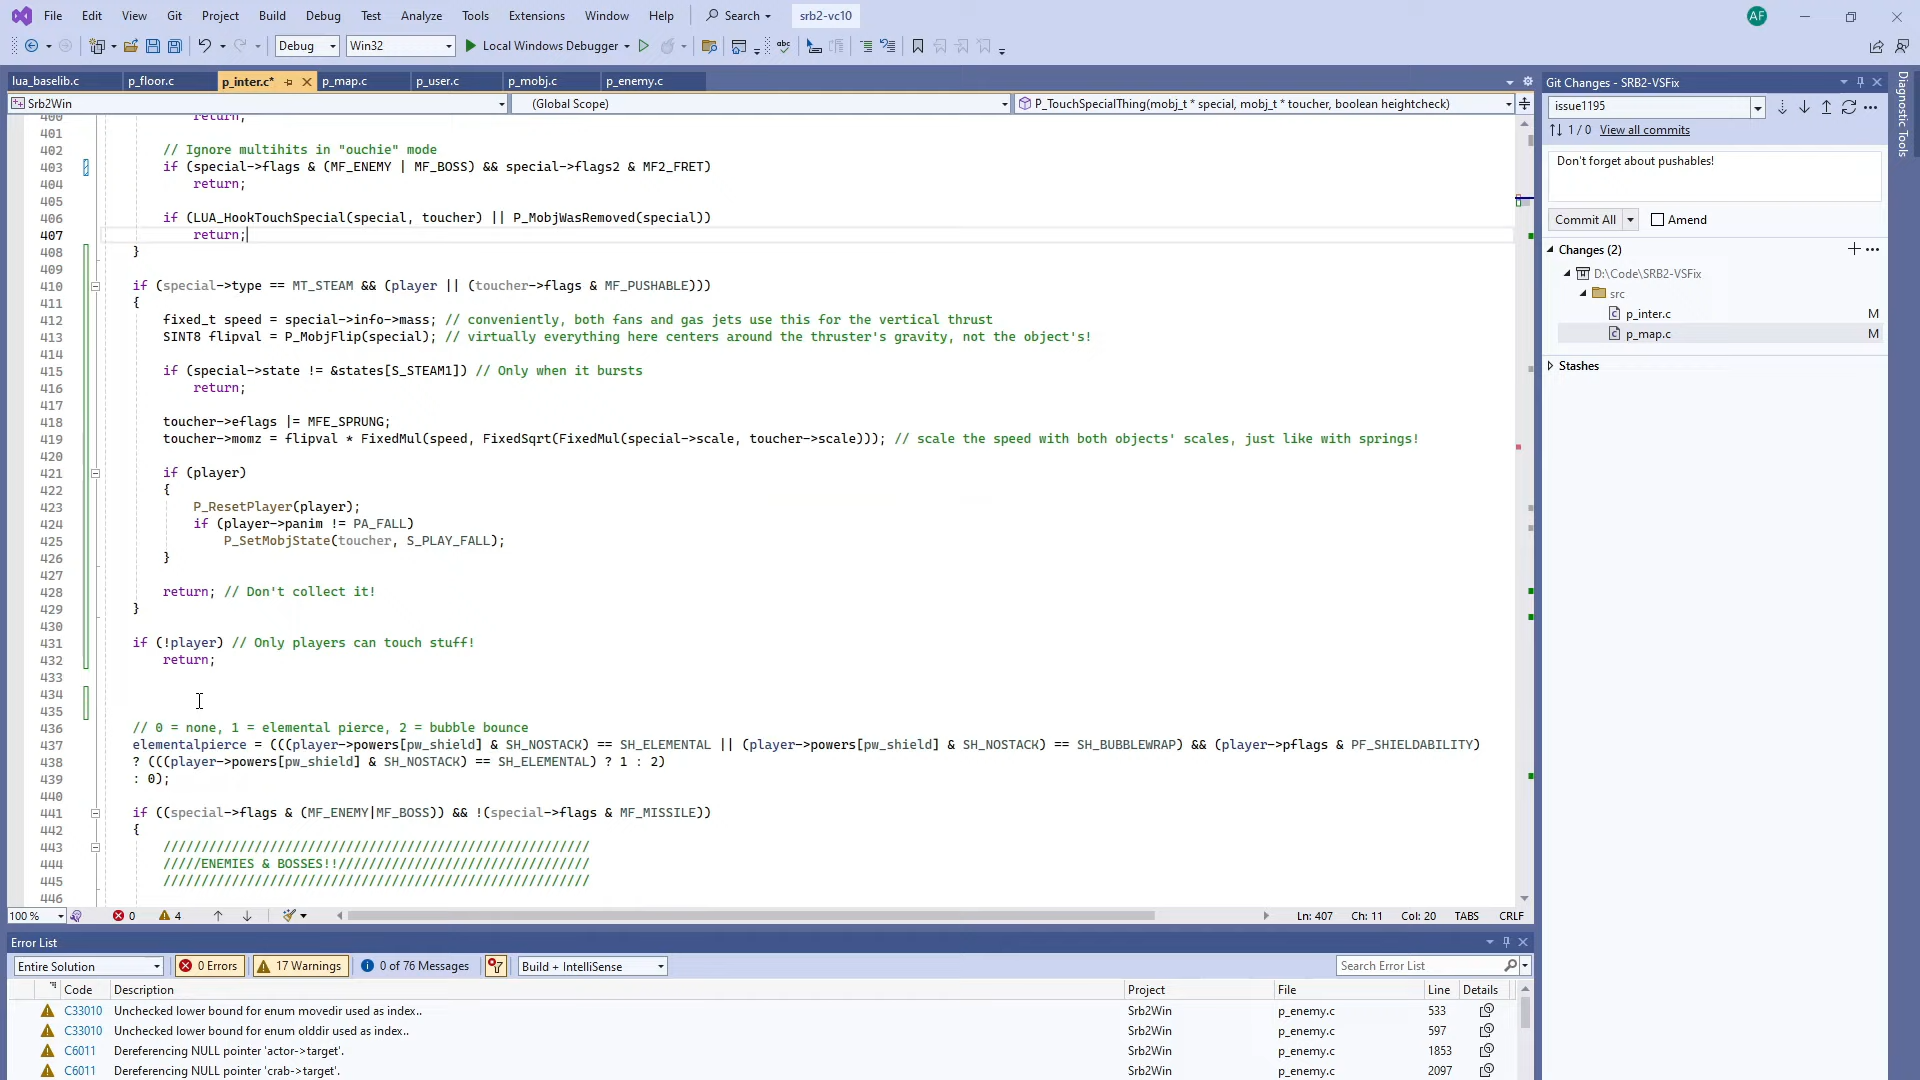 File Edit View Git Project Build Debug Test Analyze Tools Extensions Window Help Search srb2-vc10 AF
Debug Win32 Local Windows Debugger
lua_baselib.c p_floor.c p_inter.c* p_map.c p_user.c p_mobj.c p_enemy.c
Srb2Win (Global Scope) P_TouchSpecialThing(mobj_t * special, mobj_t * toucher, boolean heightcheck)
400 return;
401
402 // Ignore multihits in "ouchie" mode
403 if (special->flags & (MF_ENEMY | MF_BOSS) && special->flags2 & MF2_FRET)
404 return;
405
406 if (LUA_HookTouchSpecial(special, toucher) || P_MobjWasRemoved(special))
407 return;
408 }
409
410 if (special->type == MT_STEAM && (player || (toucher->flags & MF_PUSHABLE)))
411 {
412 fixed_t speed = special->info->mass; // conveniently, both fans and gas jets use this for the vertical thrust
413 SINT8 flipval = P_MobjFlip(special); // virtually everything here centers around the thruster's gravity, not the object's!
414
415 if (special->state != &states[S_STEAM1]) // Only when it bursts
416 return;
417
418 toucher->eflags |= MFE_SPRUNG;
419 toucher->momz = flipval * FixedMul(speed, FixedSqrt(FixedMul(special->scale, toucher->scale))); // scale the speed with both objects' scales, just like with springs!
420
421 if (player)
422 {
423 P_ResetPlayer(player);
424 if (player->panim != PA_FALL)
425 P_SetMobjState(toucher, S_PLAY_FALL);
426 }
427
428 return; // Don't collect it!
429 }
430
431 if (!player) // Only players can touch stuff!
432 return;
433
434
435
436 // 0 = none, 1 = elemental pierce, 2 = bubble bounce
437 elementalpierce = (((player->powers[pw_shield] & SH_NOSTACK) == SH_ELEMENTAL || (player->powers[pw_shield] & SH_NOSTACK) == SH_BUBBLEWRAP) && (player->pflags & PF_SHIELDABILITY)
438 ? (((player->powers[pw_shield] & SH_NOSTACK) == SH_ELEMENTAL) ? 1 : 2)
439 : 0);
440
441 if ((special->flags & (MF_ENEMY|MF_BOSS)) && !(special->flags & MF_MISSILE))
442 {
443 ////////////////////////////////////////////////////////
444 /////ENEMIES & BOSSES!!/////////////////////////////////
445 ////////////////////////////////////////////////////////
446
100 % 0 4 Ln: 407 Ch: 11 Col: 20 TABS CRLF
Git Changes - SRB2-VSFix
issue1195
1 / 0 View all commits
Don't forget about pushables!
Commit All Amend
Changes (2)
D:\Code\SRB2-VSFix
src
p_inter.c M
p_map.c M
Stashes
Diagnostic Tools
Error List
Entire Solution 0 Errors 17 Warnings 0 of 76 Messages Build + IntelliSense Search Error List
Code Description Project File Line Details
C33010 Unchecked lower bound for enum movedir used as index.. Srb2Win p_enemy.c 533
C33010 Unchecked lower bound for enum olddir used as index.. Srb2Win p_enemy.c 597
C6011 Dereferencing NULL pointer 'actor->target'. Srb2Win p_enemy.c 1853
C6011 Dereferencing NULL pointer 'crab->target'. Srb2Win p_enemy.c 2097